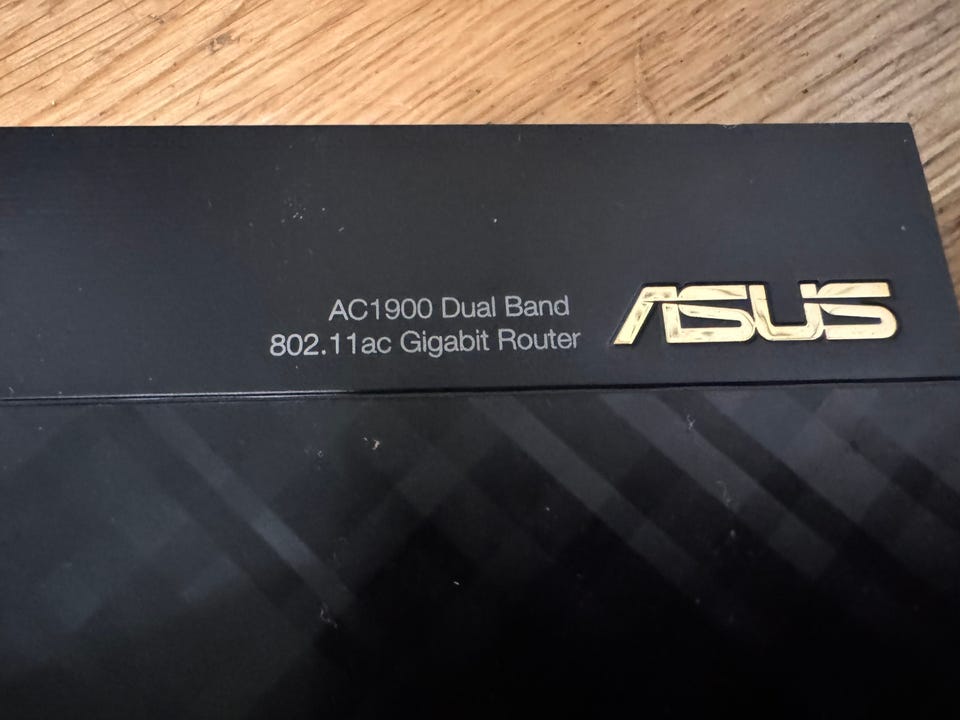 AC1900 Dual Band
802.11ac Gigabit Router
ASUS